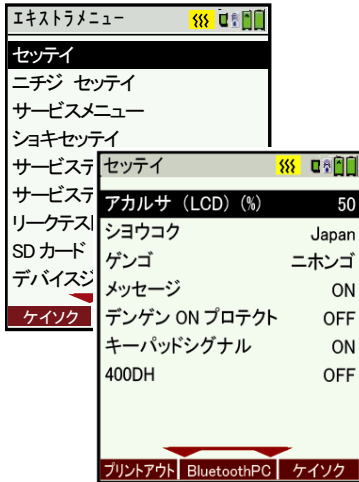 エキストラメニュー
セッテイ
ニチジ セッテイ
サービスメニュー
ショキセッテイ
サービスデ
サービスデ
リークテス
SD カード
デバイスジ
ケイソク
セッテイ
アカルサ (LCD) (%) 50
シヨウコク Japan
ゲンゴ ニホンゴ
メッセージ ON
デンゲン ON プロテクト OFF
キーパッドシグナル ON
400DH OFF
プリントアウト BluetoothPC ケイソク